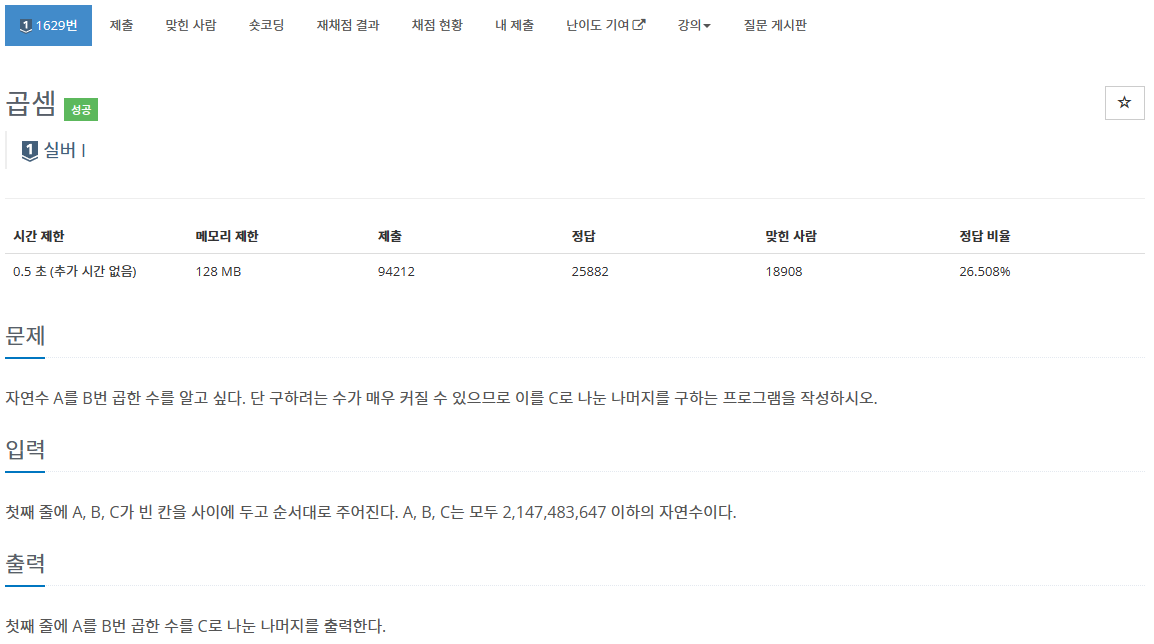 1 1629번 제출 맞힌 사람 숏코딩 재채점 결과 채점 현황 내 제출 난이도 기여 강의 질문 게시판
곱셈 성공
1 실버 I
시간 제한 메모리 제한 제출 정답 맞힌 사람 정답 비율
0.5 초 (추가 시간 없음) 128 MB 94212 25882 18908 26.508%
문제
자연수 A를 B번 곱한 수를 알고 싶다. 단 구하려는 수가 매우 커질 수 있으므로 이를 C로 나눈 나머지를 구하는 프로그램을 작성하시오.
입력
첫째 줄에 A, B, C가 빈 칸을 사이에 두고 순서대로 주어진다. A, B, C는 모두 2,147,483,647 이하의 자연수이다.
출력
첫째 줄에 A를 B번 곱한 수를 C로 나눈 나머지를 출력한다.